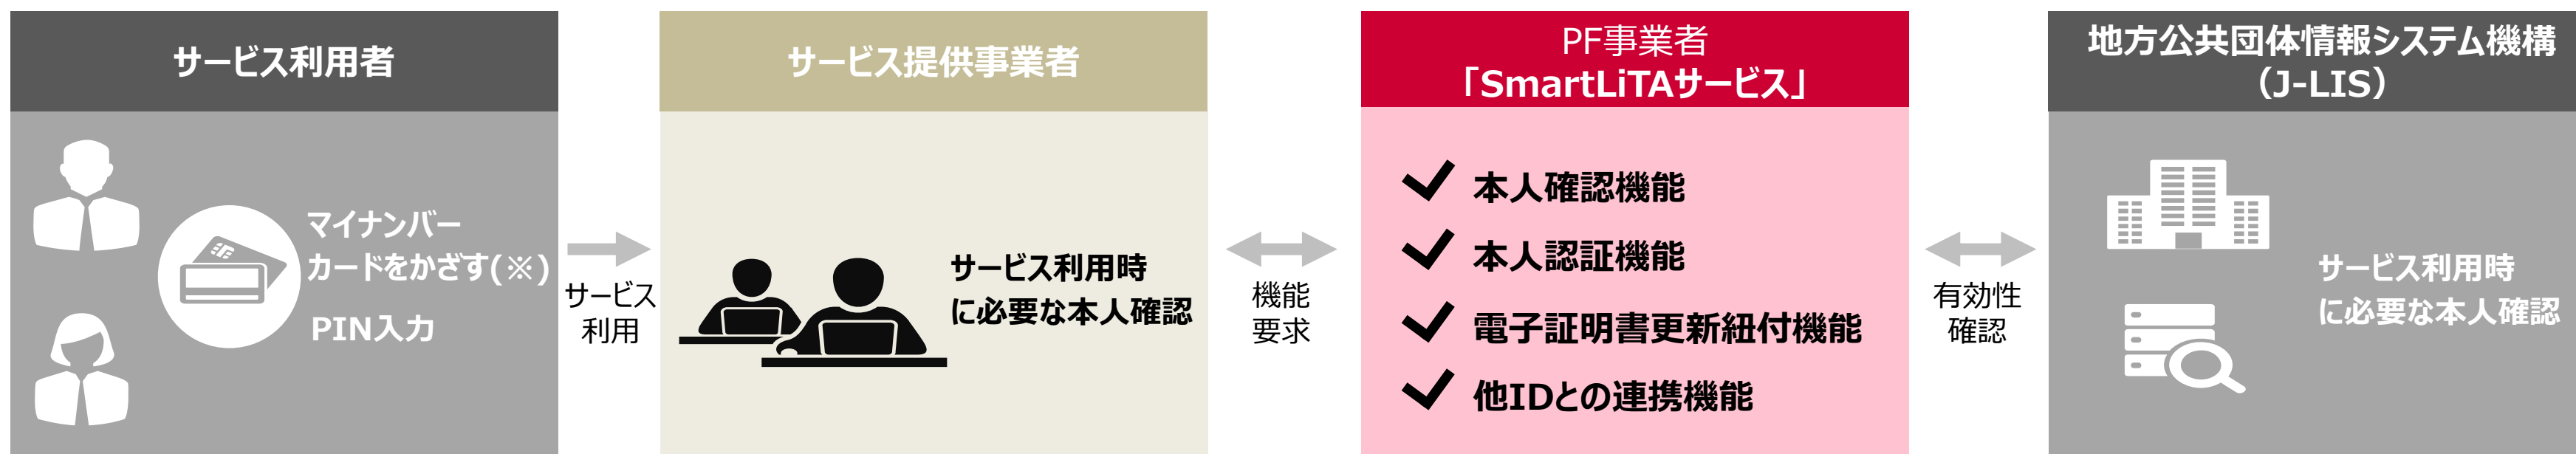 サービス利用者
マイナンバー
カードをかざす(※)
PIN入力
サービス
利用
サービス提供事業者
サービス利用時
に必要な本人確認
機能
要求
PF事業者
「SmartLiTAサービス」
本人確認機能
本人認証機能
電子証明書更新紐付機能
他IDとの連携機能
有効性
確認
地方公共団体情報システム機構
（J-LIS）
サービス利用時
に必要な本人確認